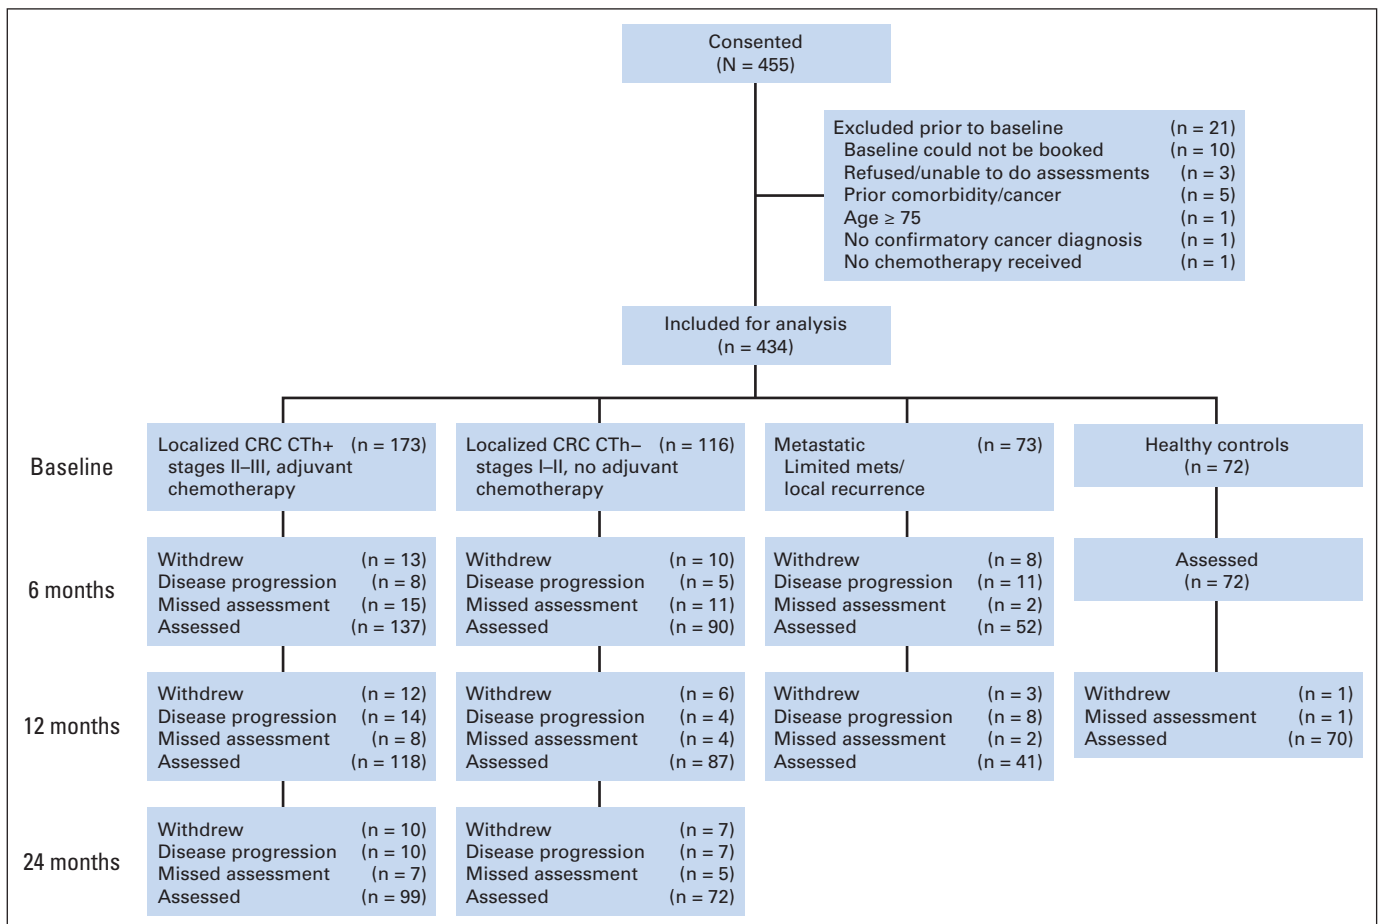 Consented
(N = 455)
Excluded prior to baseline (n = 21)
Baseline could not be booked (n = 10)
Refused/unable to do assessments (n = 3)
Prior comorbidity/cancer (n = 5)
Age ≥ 75 (n = 1)
No confirmatory cancer diagnosis (n = 1)
No chemotherapy received (n = 1)
Included for analysis
(n = 434)
Baseline
Localized CRC CTh+ (n = 173)
stages II–III, adjuvant
chemotherapy
Localized CRC CTh− (n = 116)
stages I–II, no adjuvant
chemotherapy
Metastatic (n = 73)
Limited mets/
local recurrence
Healthy controls
(n = 72)
6 months
Withdrew (n = 13)
Disease progression (n = 8)
Missed assessment (n = 15)
Assessed (n = 137)
Withdrew (n = 10)
Disease progression (n = 5)
Missed assessment (n = 11)
Assessed (n = 90)
Withdrew (n = 8)
Disease progression (n = 11)
Missed assessment (n = 2)
Assessed (n = 52)
Assessed
(n = 72)
12 months
Withdrew (n = 12)
Disease progression (n = 14)
Missed assessment (n = 8)
Assessed (n = 118)
Withdrew (n = 6)
Disease progression (n = 4)
Missed assessment (n = 4)
Assessed (n = 87)
Withdrew (n = 3)
Disease progression (n = 8)
Missed assessment (n = 2)
Assessed (n = 41)
Withdrew (n = 1)
Missed assessment (n = 1)
Assessed (n = 70)
24 months
Withdrew (n = 10)
Disease progression (n = 10)
Missed assessment (n = 7)
Assessed (n = 99)
Withdrew (n = 7)
Disease progression (n = 7)
Missed assessment (n = 5)
Assessed (n = 72)